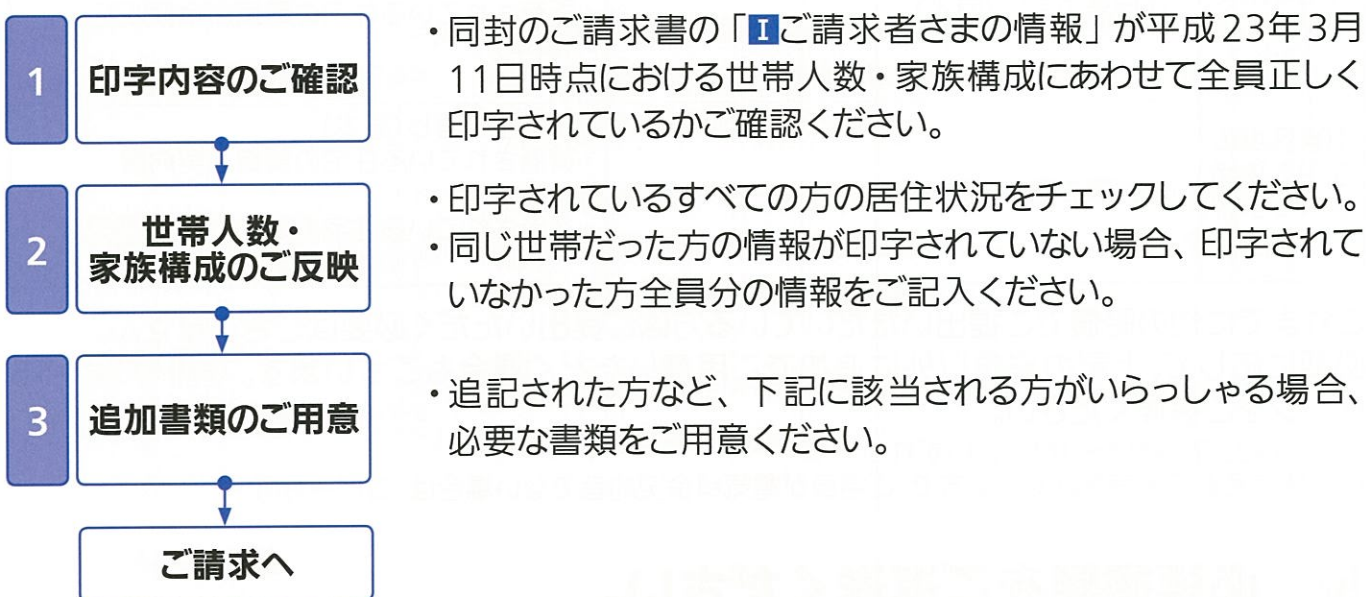 1
印字内容のご確認
・同封のご請求書の「Iご請求者さまの情報」が平成23年3月
11日時点における世帯人数・家族構成にあわせて全員正しく
印字されているかご確認ください。
2
世帯人数・
家族構成のご反映
・印字されているすべての方の居住状況をチェックしてください。
・同じ世帯だった方の情報が印字されていない場合、印字されて
いなかった方全員分の情報をご記入ください。
3
追加書類のご用意
・追記された方など、下記に該当される方がいらっしゃる場合、
必要な書類をご用意ください。
ご請求へ